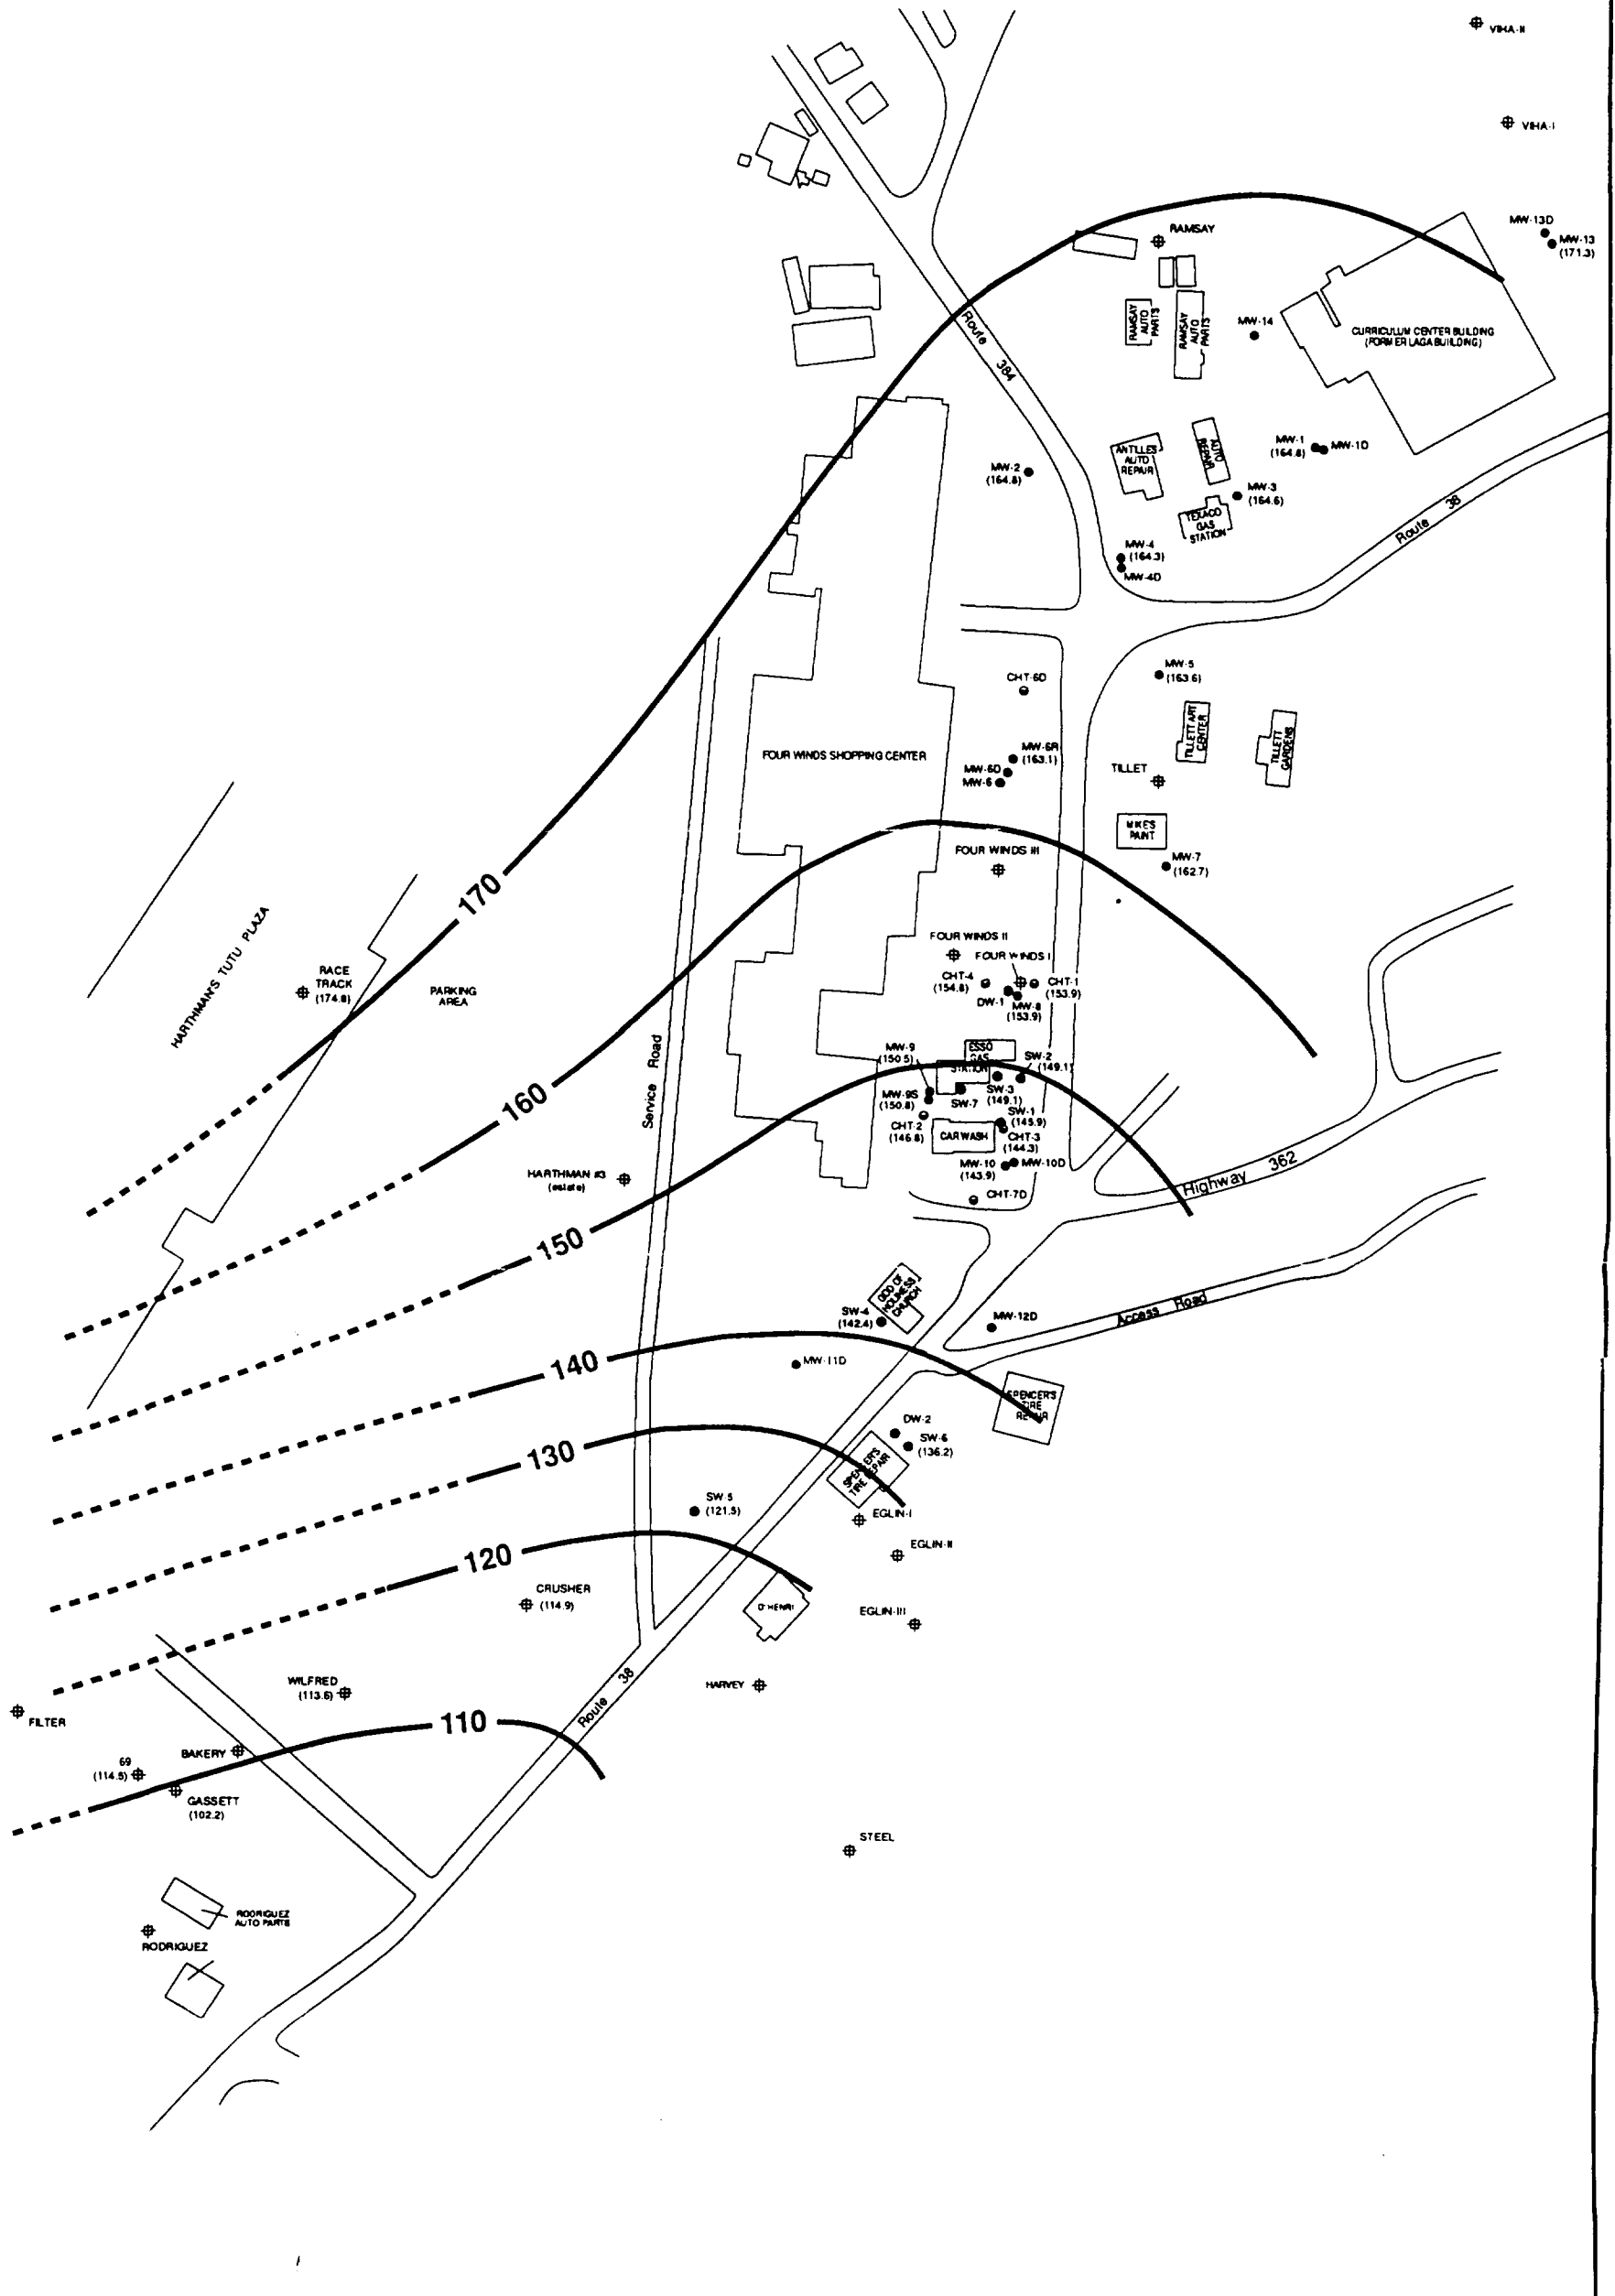 VIHA-II
VIHA-I
MW-13D
MW-13
(171.3)
RAMSAY
RAMSAY
AUTO
PARTS
RAMSAY
AUTO
PARTS
MW-14
CURRICULUM CENTER BUILDING
(FORMER LAGA BUILDING)
Route 384
MW-1
(164.8)
MW-1D
ANTILLES
AUTO
REPAIR
AUTO
REPAIR
MW-2
(164.8)
MW-3
(164.6)
TEXACO
GAS
STATION
Route 38
MW-4
(164.3)
MW-4D
MW-5
(163.6)
CHT-6D
TILLETT ART
CENTER
TILLETT
GARDENS
FOUR WINDS SHOPPING CENTER
MW-6R
(163.1)
MW-6D
MW-6
TILLET
MIKES
PAINT
FOUR WINDS III
MW-7
(162.7)
170
HARTHMAN'S TUTU PLAZA
RACE
TRACK
(174.8)
PARKING
AREA
FOUR WINDS II
FOUR WINDS I
CHT-4
(154.8)
CHT-1
(153.9)
DW-1
MW-8
(153.9)
Service Road
MW-9
(150.5)
ESSO
GAS
STATION
SW-2
(149.1)
SW-3
(149.1)
MW-9S
(150.8)
SW-7
SW-1
(145.9)
CHT-2
(146.8)
CAR WASH
CHT-3
(144.3)
160
MW-10
(143.9)
MW-10D
HARTHMAN #3
(estate)
CHT-7D
Highway 362
150
GOD OF
HOLINESS
CHURCH
SW-4
(142.4)
MW-12D
Access Road
140
MW-11D
SPENCER'S
TIRE
REPAIR
DW-2
SW-6
(136.2)
130
SPENCER'S
TIRE REPAIR
SW-5
(121.5)
EGLIN-I
EGLIN-II
120
CRUSHER
(114.9)
O'HENRI
EGLIN-III
WILFRED
(113.6)
HARVEY
Route 38
FILTER
110
BAKERY
69
(114.5)
GASSETT
(102.2)
STEEL
RODRIGUEZ
AUTO PARTS
RODRIGUEZ